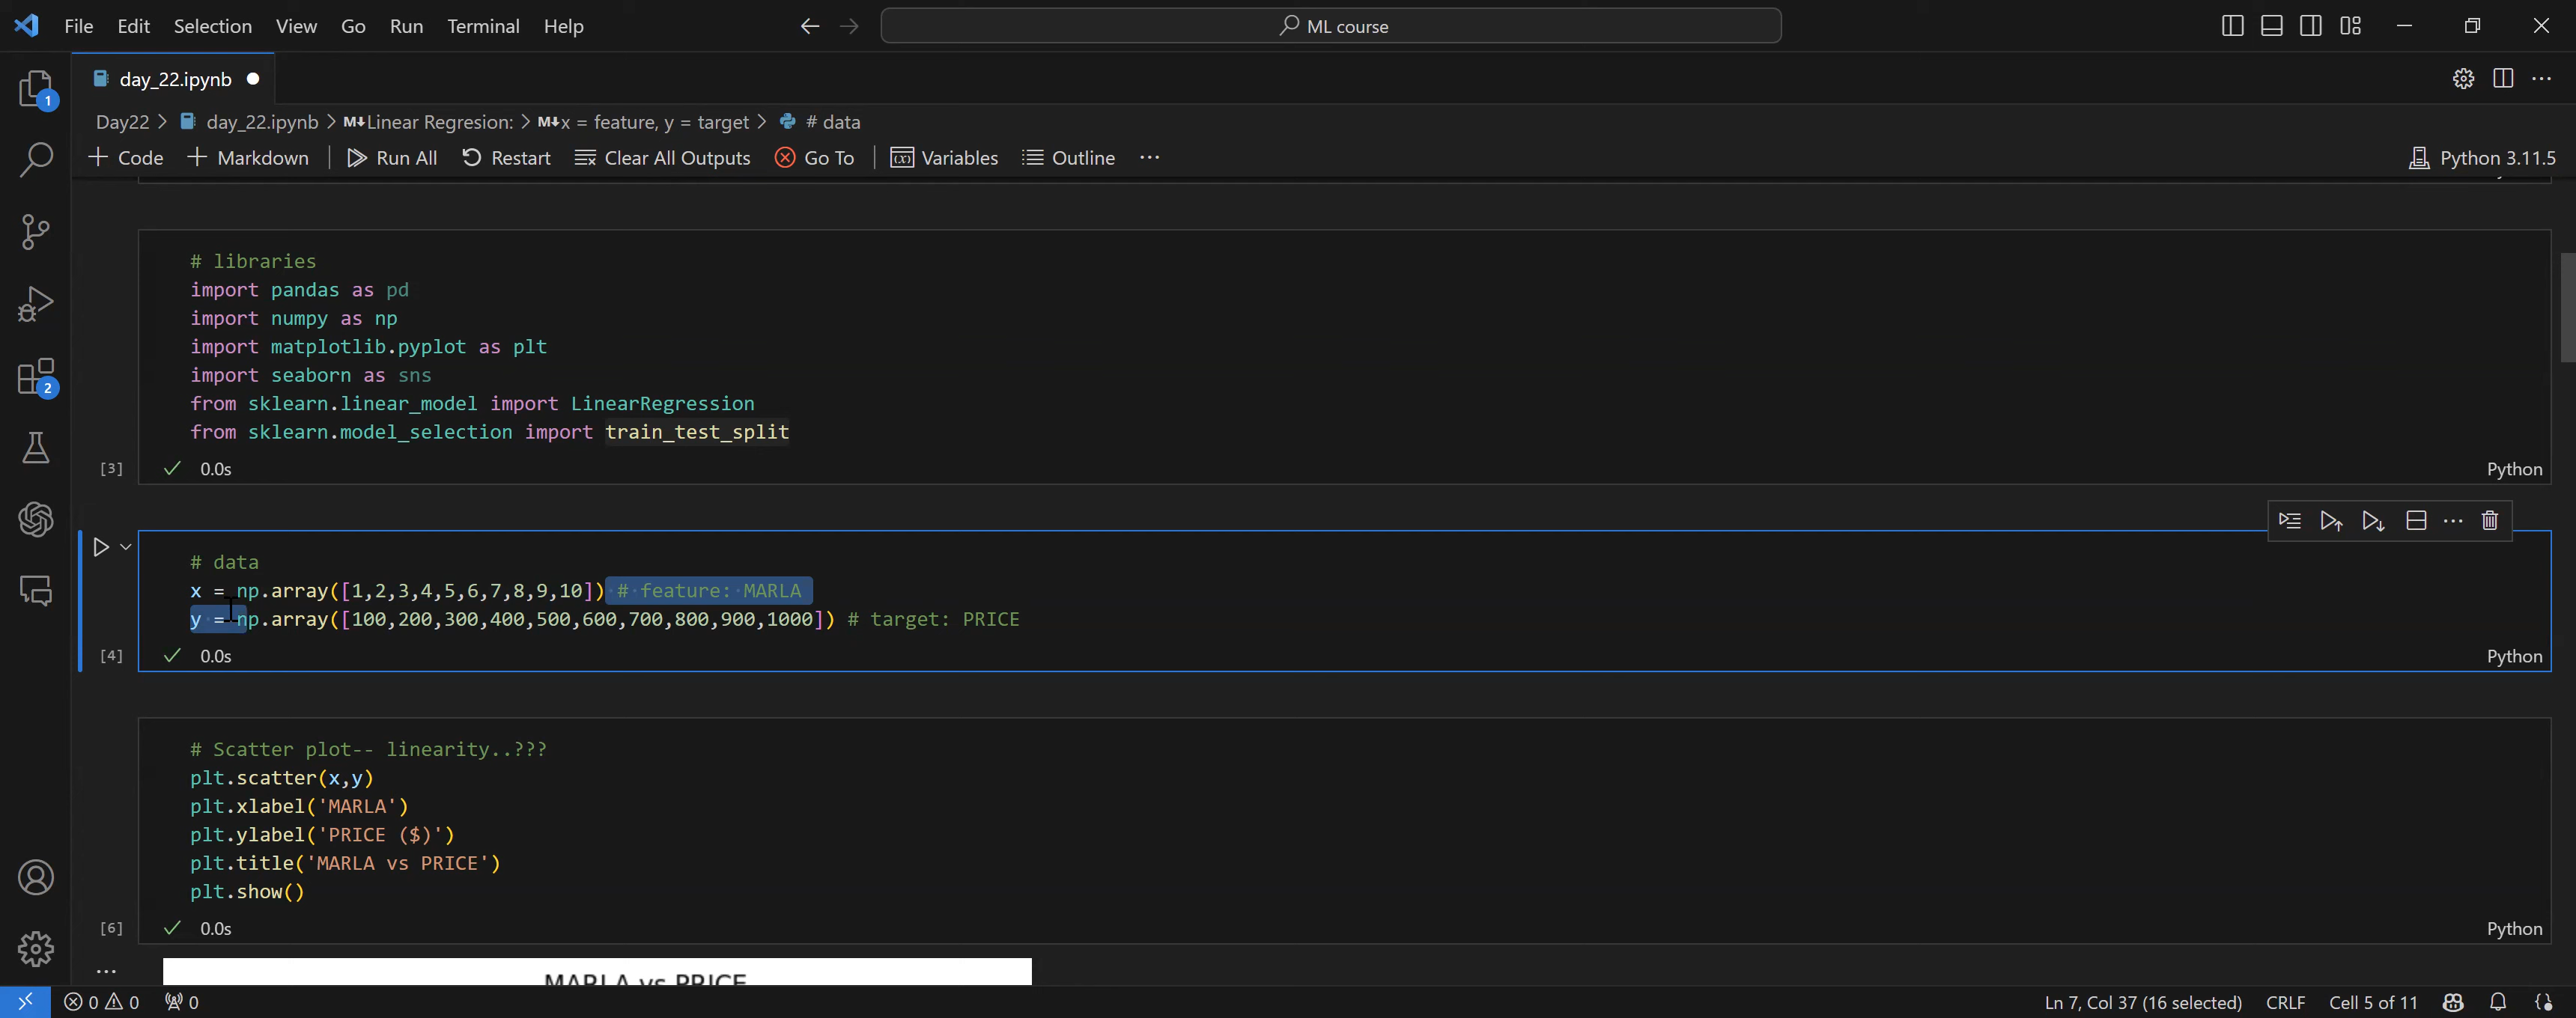 File Edit Selection View Go Run Terminal Help ML course
day_22.ipynb
Day22 > day_22.ipynb > M↓Linear Regresion: > M↓x = feature, y = target > # data
+ Code + Markdown | Run All Restart Clear All Outputs Go To | (x) Variables Outline ··· Python 3.11.5
# libraries
import pandas as pd
import numpy as np
import matplotlib.pyplot as plt
import seaborn as sns
from sklearn.linear_model import LinearRegression
from sklearn.model_selection import train_test_split
[3] 0.0s Python
# data
x = np.array([1,2,3,4,5,6,7,8,9,10]) # feature: MARLA
y = np.array([100,200,300,400,500,600,700,800,900,1000]) # target: PRICE
[4] 0.0s Python
# Scatter plot-- linearity..???
plt.scatter(x,y)
plt.xlabel('MARLA')
plt.ylabel('PRICE ($)')
plt.title('MARLA vs PRICE')
plt.show()
[6] 0.0s Python
MARLA vs PRICE
1
2
0 0 0 Ln 7, Col 37 (16 selected) CRLF Cell 5 of 11